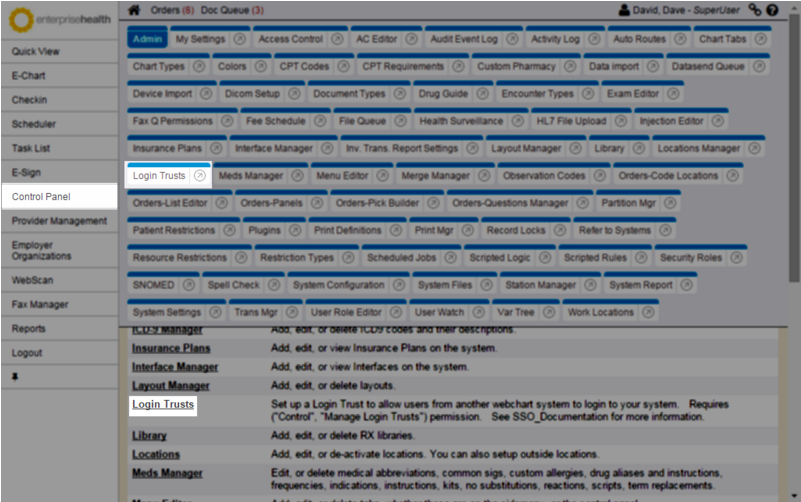 enterprisehealth
Orders (8) Doc Queue (3)
David, Dave - SuperUser
Quick View
E-Chart
Checkin
Scheduler
Task List
E-Sign
Control Panel
Provider Management
Employer
Organizations
WebScan
Fax Manager
Reports
Logout
Admin My Settings Access Control AC Editor Audit Event Log Activity Log Auto Routes Chart Tabs
Chart Types Colors CPT Codes CPT Requirements Custom Pharmacy Data import Datasend Queue
Device Import Dicom Setup Document Types Drug Guide Encounter Types Exam Editor
Fax Q Permissions Fee Schedule File Queue Health Surveillance HL7 File Upload Injection Editor
Insurance Plans Interface Manager Inv. Trans. Report Settings Layout Manager Library Locations Manager
Login Trusts Meds Manager Menu Editor Merge Manager Observation Codes Orders-Code Locations
Orders-List Editor Orders-Panels Orders-Pick Builder Orders-Questions Manager Partition Mgr
Patient Restrictions Plugins Print Definitions Print Mgr Record Locks Refer to Systems
Resource Restrictions Restriction Types Scheduled Jobs Scripted Logic Scripted Rules Security Roles
SNOMED Spell Check System Configuration System Files Station Manager System Report
System Settings Trans Mgr User Role Editor User Watch Var Tree Work Locations
ICD-9 Manager Add, edit, or delete ICD9 codes and their descriptions.
Insurance Plans Add, edit, or view Insurance Plans on the system.
Interface Manager Add, edit, or view Interfaces on the system.
Layout Manager Add, edit, or delete layouts.
Login Trusts Set up a Login Trust to allow users from another webchart system to login to your system. Requires
("Control", "Manage Login Trusts") permission. See SSO_Documentation for more information.
Library Add, edit, or delete RX libraries.
Locations Add, edit, or de-activate locations. You can also setup outside locations.
Meds Manager Edit, or delete medical abbreviations, common sigs, custom allergies, drug aliases and instructions,
frequencies, indications, instructions, kits, no substitutions, reactions, scripts, term replacements.